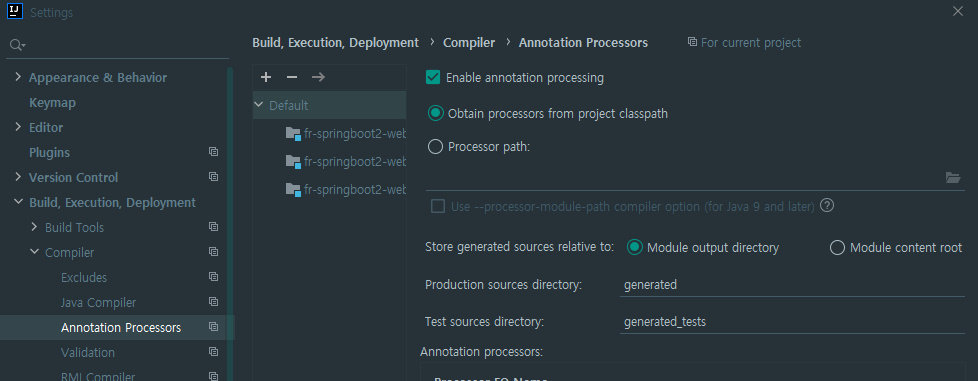 IJ
Settings
Appearance & Behavior
Keymap
Editor
Plugins
Version Control
Build, Execution, Deployment
Build Tools
Compiler
Excludes
Java Compiler
Annotation Processors
Validation
RMI Compiler
Build, Execution, Deployment › Compiler › Annotation Processors For current project
Default
fr-springboot2-web
fr-springboot2-web
fr-springboot2-web
Enable annotation processing
Obtain processors from project classpath
Processor path:
Use --processor-module-path compiler option (for Java 9 and later) ?
Store generated sources relative to: Module output directory Module content root
Production sources directory: generated
Test sources directory: generated_tests
Annotation processors:
Processor FQ Name